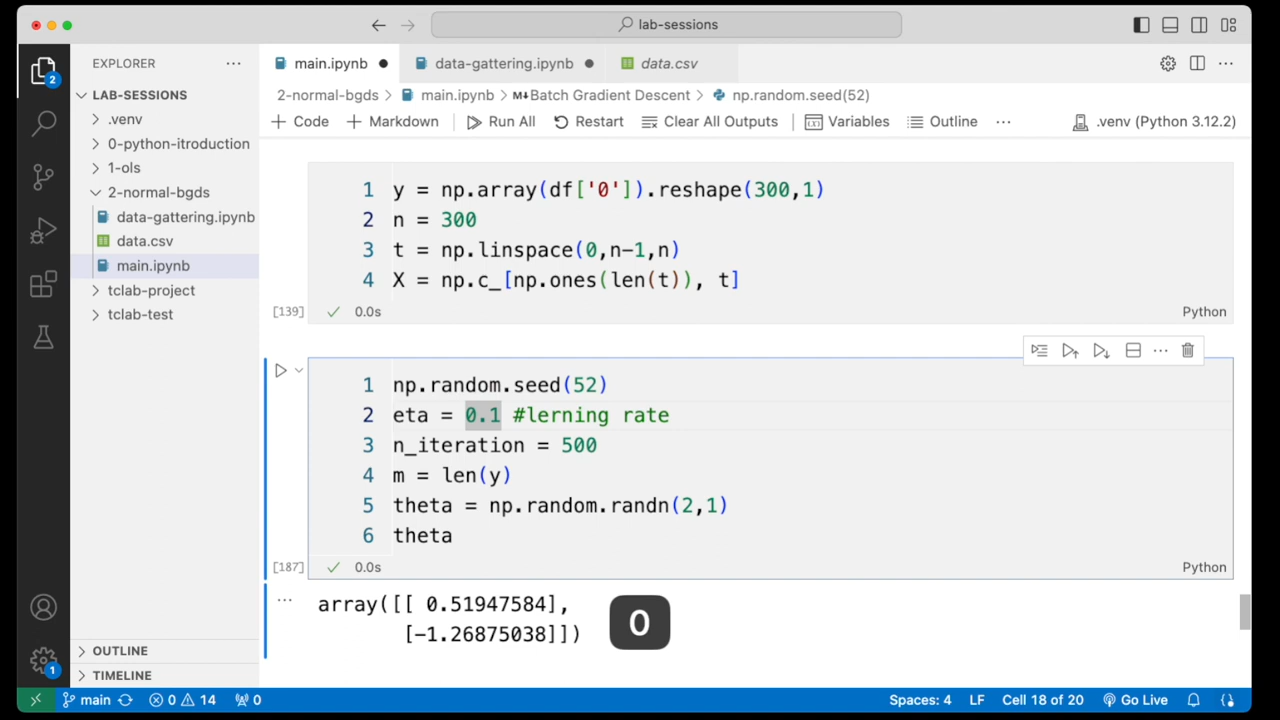 lab-sessions
EXPLORER
2
LAB-SESSIONS
.venv
0-python-itroduction
1-ols
2-normal-bgds
data-gattering.ipynb
data.csv
main.ipynb
tclab-project
tclab-test
OUTLINE
TIMELINE
1
main.ipynb
data-gattering.ipynb
data.csv
2-normal-bgds > main.ipynb > M↓Batch Gradient Descent > np.random.seed(52)
+ Code + Markdown Run All Restart Clear All Outputs Variables Outline ... .venv (Python 3.12.2)
1 y = np.array(df['0']).reshape(300,1)
2 n = 300
3 t = np.linspace(0,n-1,n)
4 X = np.c_[np.ones(len(t)), t]
[139] ✓ 0.0s Python
1 np.random.seed(52)
2 eta = 0.1 #lerning rate
3 n_iteration = 500
4 m = len(y)
5 theta = np.random.randn(2,1)
6 theta
[187] ✓ 0.0s Python
array([[ 0.51947584],
[-1.26875038]])
0
main 0 14 0 Spaces: 4 LF Cell 18 of 20 Go Live